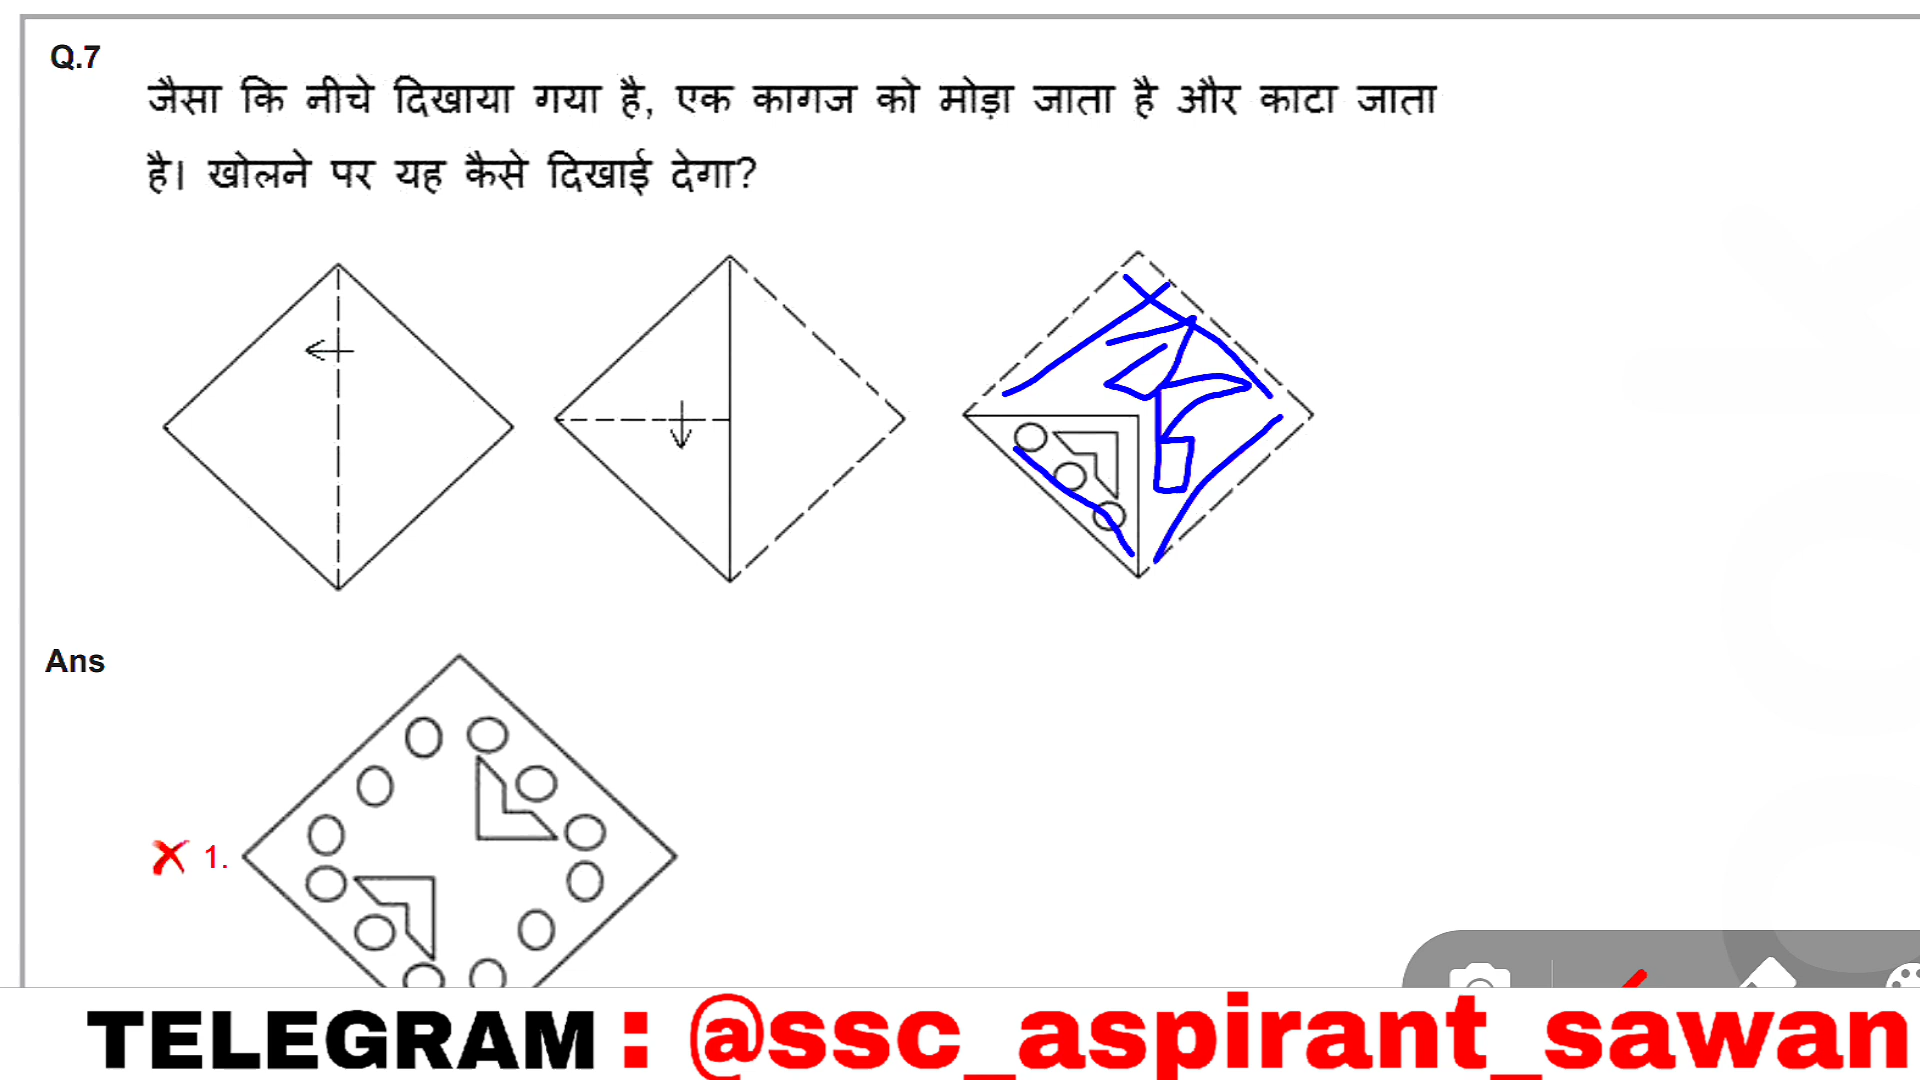 Q.7
जैसा कि नीचे दिखाया गया है, एक कागज को मोड़ा जाता है और काटा जाता
है। खोलने पर यह कैसे दिखाई देगा?
Ans
1.
TELEGRAM : @ssc_aspirant_sawan